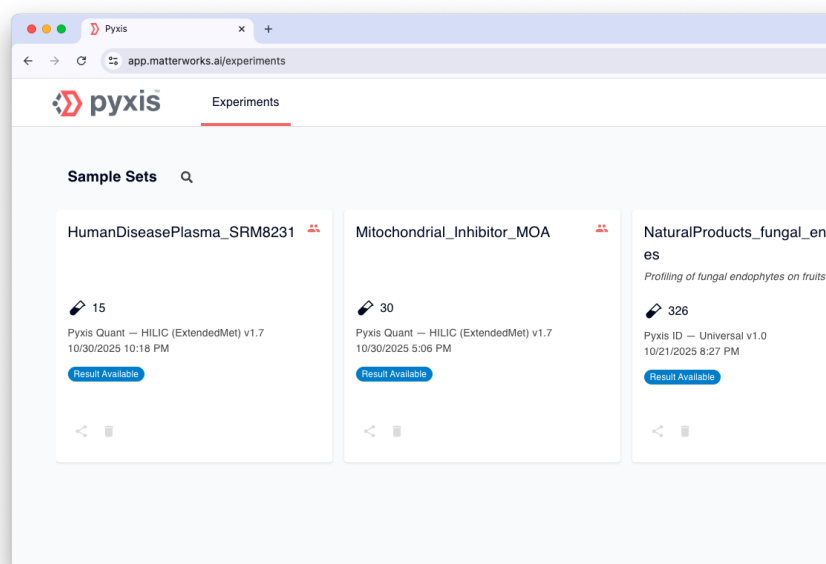 Pyxis
app.matterworks.ai/experiments
pyxis™
Experiments
Sample Sets
HumanDiseasePlasma_SRM8231
15
Pyxis Quant — HILIC (ExtendedMet) v1.7
10/30/2025 10:18 PM
Result Available
Mitochondrial_Inhibitor_MOA
30
Pyxis Quant — HILIC (ExtendedMet) v1.7
10/30/2025 5:06 PM
Result Available
NaturalProducts_fungal_en
es
Profiling of fungal endophytes on fruits
326
Pyxis ID — Universal v1.0
10/21/2025 8:27 PM
Result Available